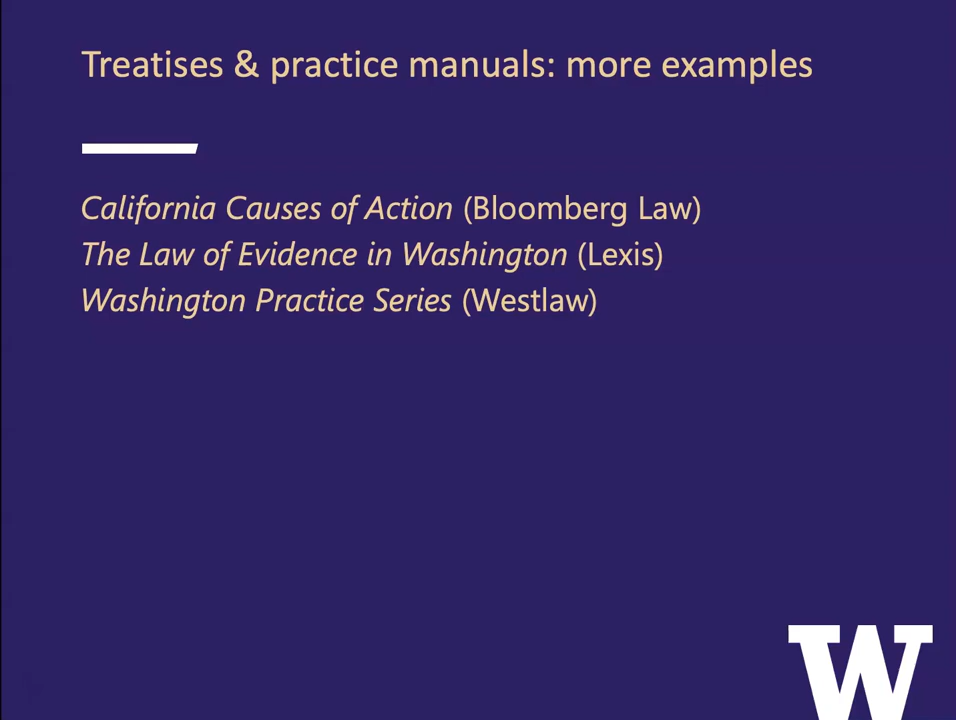 Treatises & practice manuals: more examples
California Causes of Action (Bloomberg Law)
The Law of Evidence in Washington (Lexis)
Washington Practice Series (Westlaw)
W